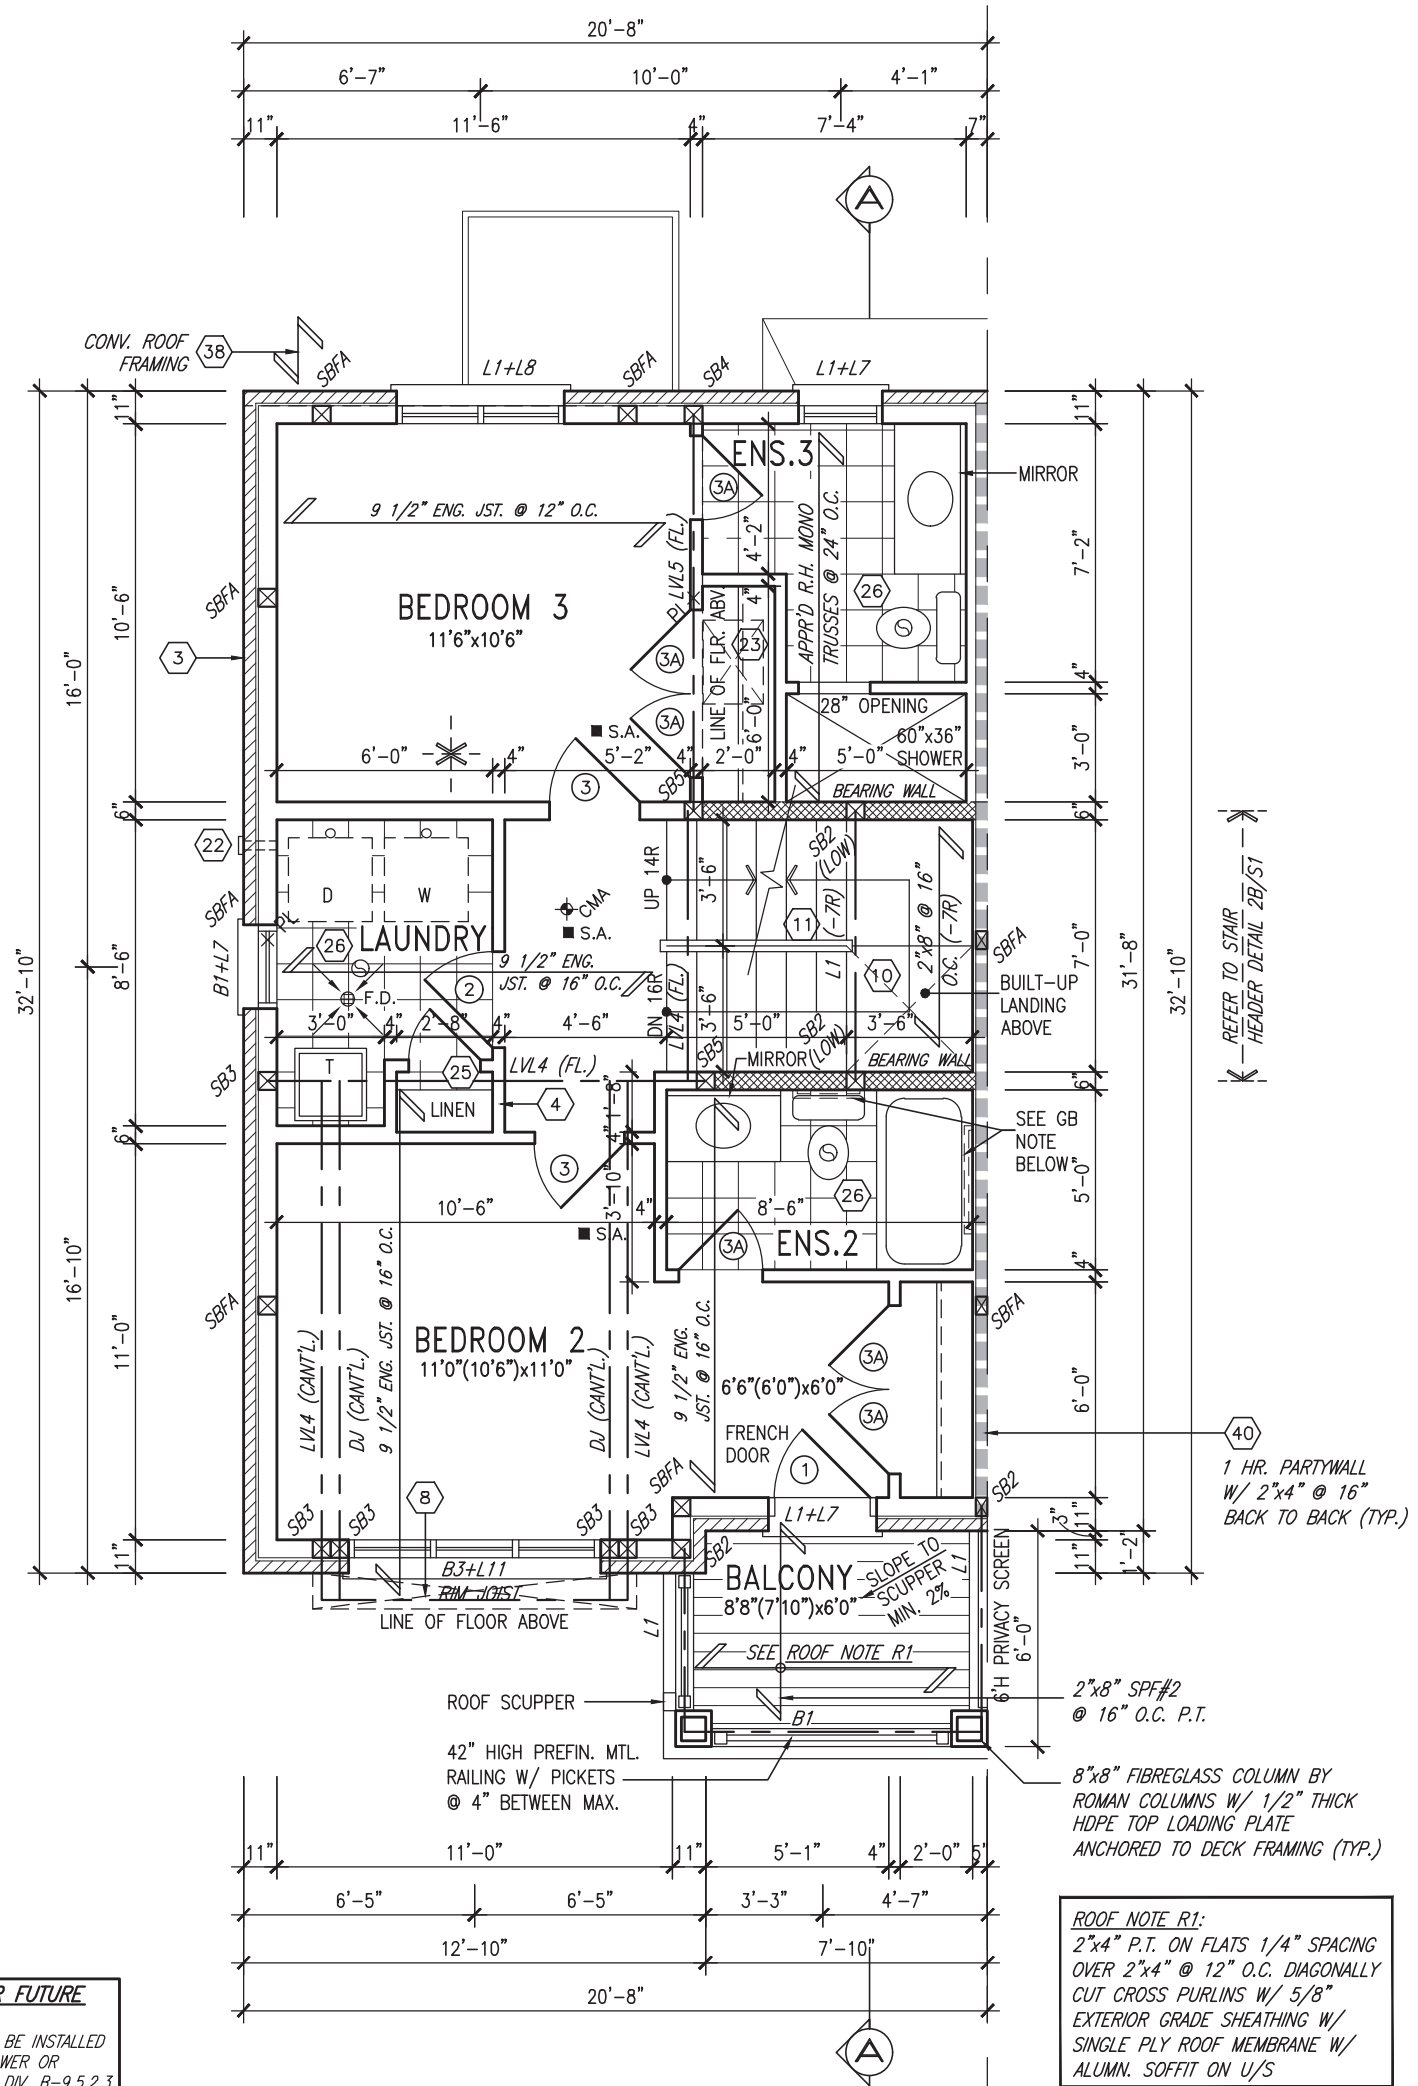 20'-8"
6'-7"
10'-0"
4'-1"
11"
11'-6"
4"
7'-4"
7"
A
CONV. ROOF
FRAMING
38
SBFA
L1+L8
SBFA
SB4
L1+L7
11"
11"
ENS.3
3A
MIRROR
9 1/2" ENG. JST. @ 12" O.C.
LVL5 (FL.)
4'-2"
APPR'D R.H. MONO
TRUSSES @ 24" O.C.
7'-2"
SBFA
10'-6"
BEDROOM 3
11'6"x10'6"
PL
4"
26
LINE OF FLR. ABV.
23
3
3A
3A
16'-0"
4"
28" OPENING
60"x36"
SHOWER
S.A.
6'-0"
3'-0"
6'-0"
4"
5'-2"
4"
2'-0"
4"
5'-0"
3
SB5
BEARING WALL
6"
6"
22
D
W
UP 14R
3'-6"
SB2
(LOW)
(-7R)
L1
2"x8" @ 16"
O.C. (-7R)
SBFA
PL
CMA
S.A.
11
REFER TO STAIR
HEADER DETAIL 2B/S1
26
LAUNDRY
SBFA
B1+L7
9 1/2" ENG.
JST. @ 16" O.C.
8'-6"
7'-0"
31'-8"
32'-10"
32'-10"
F.D.
2
DN 16R
LVL4 (FL.)
10
BUILT-UP
LANDING
ABOVE
3'-0"
4"
2'-8"
4"
4'-6"
3'-6"
5'-0"
3'-6"
SB2
(LOW)
MIRROR
BEARING WALL
SB5
SB3
T
25
LVL4 (FL.)
1'-8"
6"
LINEN
4
SEE GB
NOTE
BELOW
6"
4"
3
26
5'-0"
3'-10"
10'-6"
4"
8'-6"
S.A.
3A
ENS.2
4"
16'-10"
SBFA
SBFA
11'-0"
BEDROOM 2
11'0"(10'6")x11'0"
LVL4 (CANT'L.)
DJ (CANT'L.)
9 1/2" ENG. JST. @ 16" O.C.
DJ (CANT'L.)
LVL4 (CANT'L.)
9 1/2" ENG.
JST. @ 16" O.C.
3A
6'6"(6'0")x6'0"
3A
6'-0"
FRENCH
DOOR
1
40
1 HR. PARTYWALL
W/ 2"x4" @ 16"
BACK TO BACK (TYP.)
8
SBFA
SB2
SB3
SB3
SB3
SB3
L1+L7
3"
11"
11"
11"
1'-2"
B3+L11
RIM JOIST
LINE OF FLOOR ABOVE
SB2
BALCONY
8'8"(7'10")x6'0"
SLOPE TO
SCUPPER
MIN. 2%
L1
L1
6'H PRIVACY SCREEN
6'-0"
SEE ROOF NOTE R1
ROOF SCUPPER
B1
2"x8" SPF#2
@ 16" O.C. P.T.
42" HIGH PREFIN. MTL.
RAILING W/ PICKETS
@ 4" BETWEEN MAX.
8"x8" FIBREGLASS COLUMN BY
ROMAN COLUMNS W/ 1/2" THICK
HDPE TOP LOADING PLATE
ANCHORED TO DECK FRAMING (TYP.)
11"
11'-0"
11"
5'-1"
4"
2'-0"
5"
6'-5"
6'-5"
3'-3"
4'-7"
12'-10"
7'-10"
20'-8"
A
ROOF NOTE R1:
2"x4" P.T. ON FLATS 1/4" SPACING
OVER 2"x4" @ 12" O.C. DIAGONALLY
CUT CROSS PURLINS W/ 5/8"
EXTERIOR GRADE SHEATHING W/
SINGLE PLY ROOF MEMBRANE W/
ALUMN. SOFFIT ON U/S
FUTURE
BE INSTALLED
OR
DIV. B-9.5.2.3